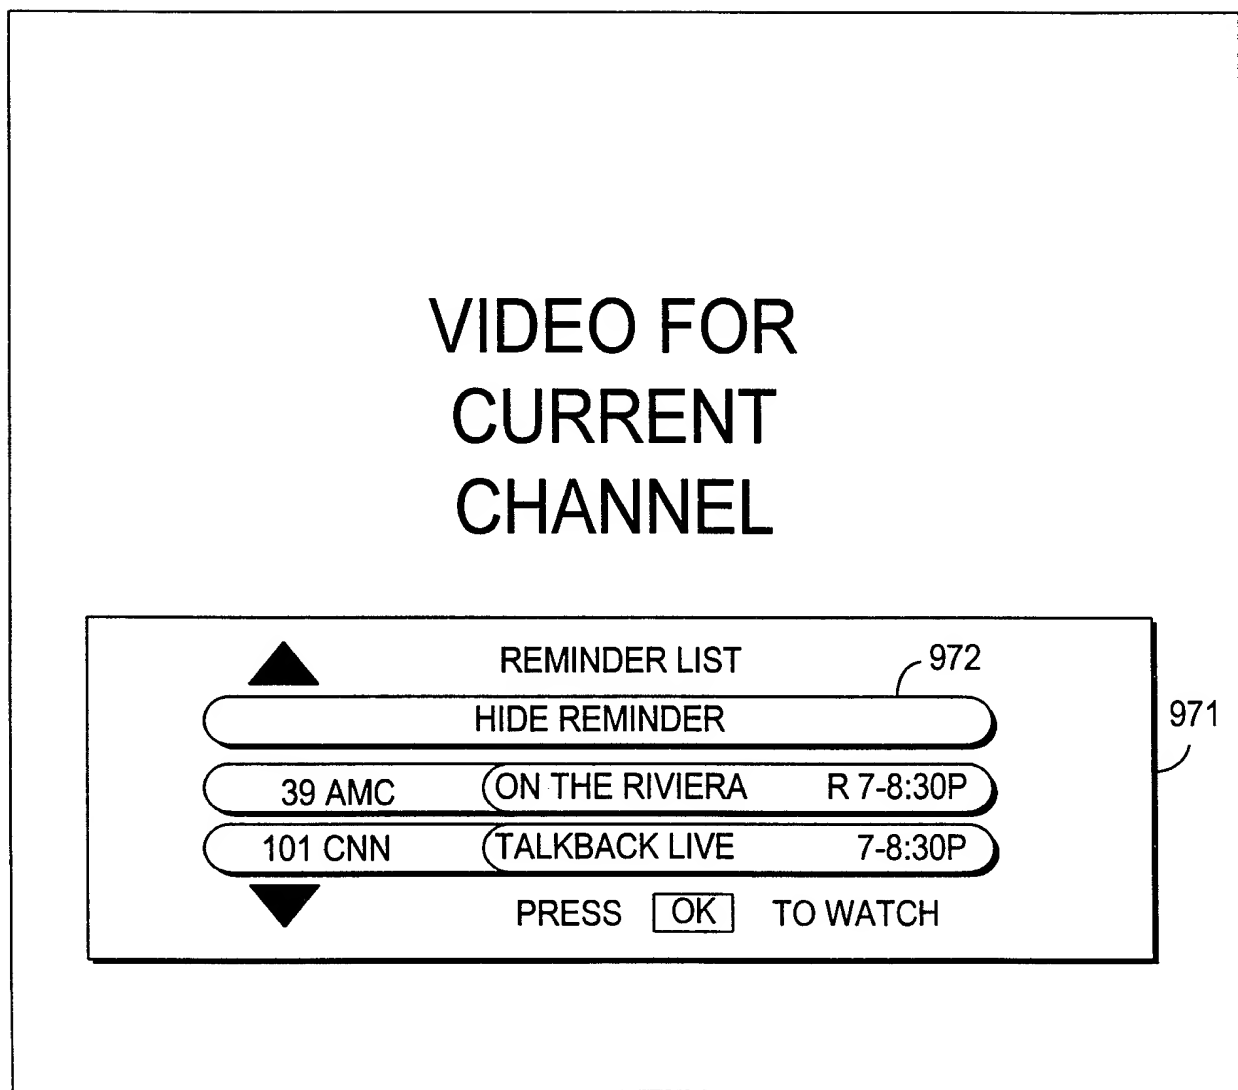 VIDEO FOR
CURRENT
CHANNEL
REMINDER LIST
972
HIDE REMINDER
971
39 AMC ON THE RIVIERA R 7-8:30P
101 CNN TALKBACK LIVE 7-8:30P
PRESS OK TO WATCH